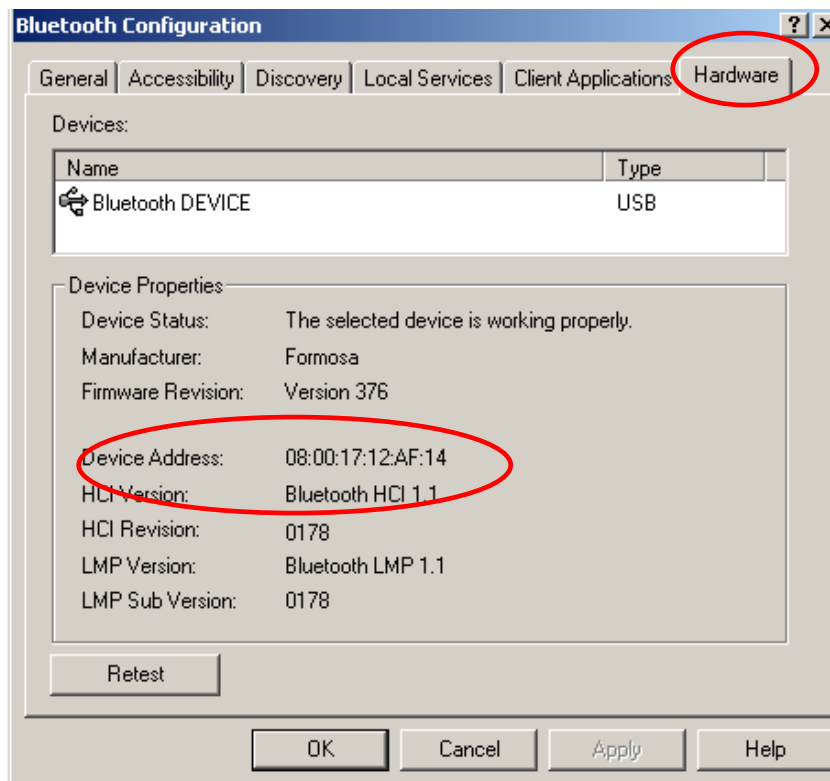 Bluetooth Configuration
General Accessibility Discovery Local Services Client Applications Hardware
Devices:
Name Type
Bluetooth DEVICE USB
Device Properties
Device Status: The selected device is working properly.
Manufacturer: Formosa
Firmware Revision: Version 376
Device Address: 08:00:17:12:AF:14
HCI Version: Bluetooth HCI 1.1
HCI Revision: 0178
LMP Version: Bluetooth LMP 1.1
LMP Sub Version: 0178
Retest
OK Cancel Apply Help